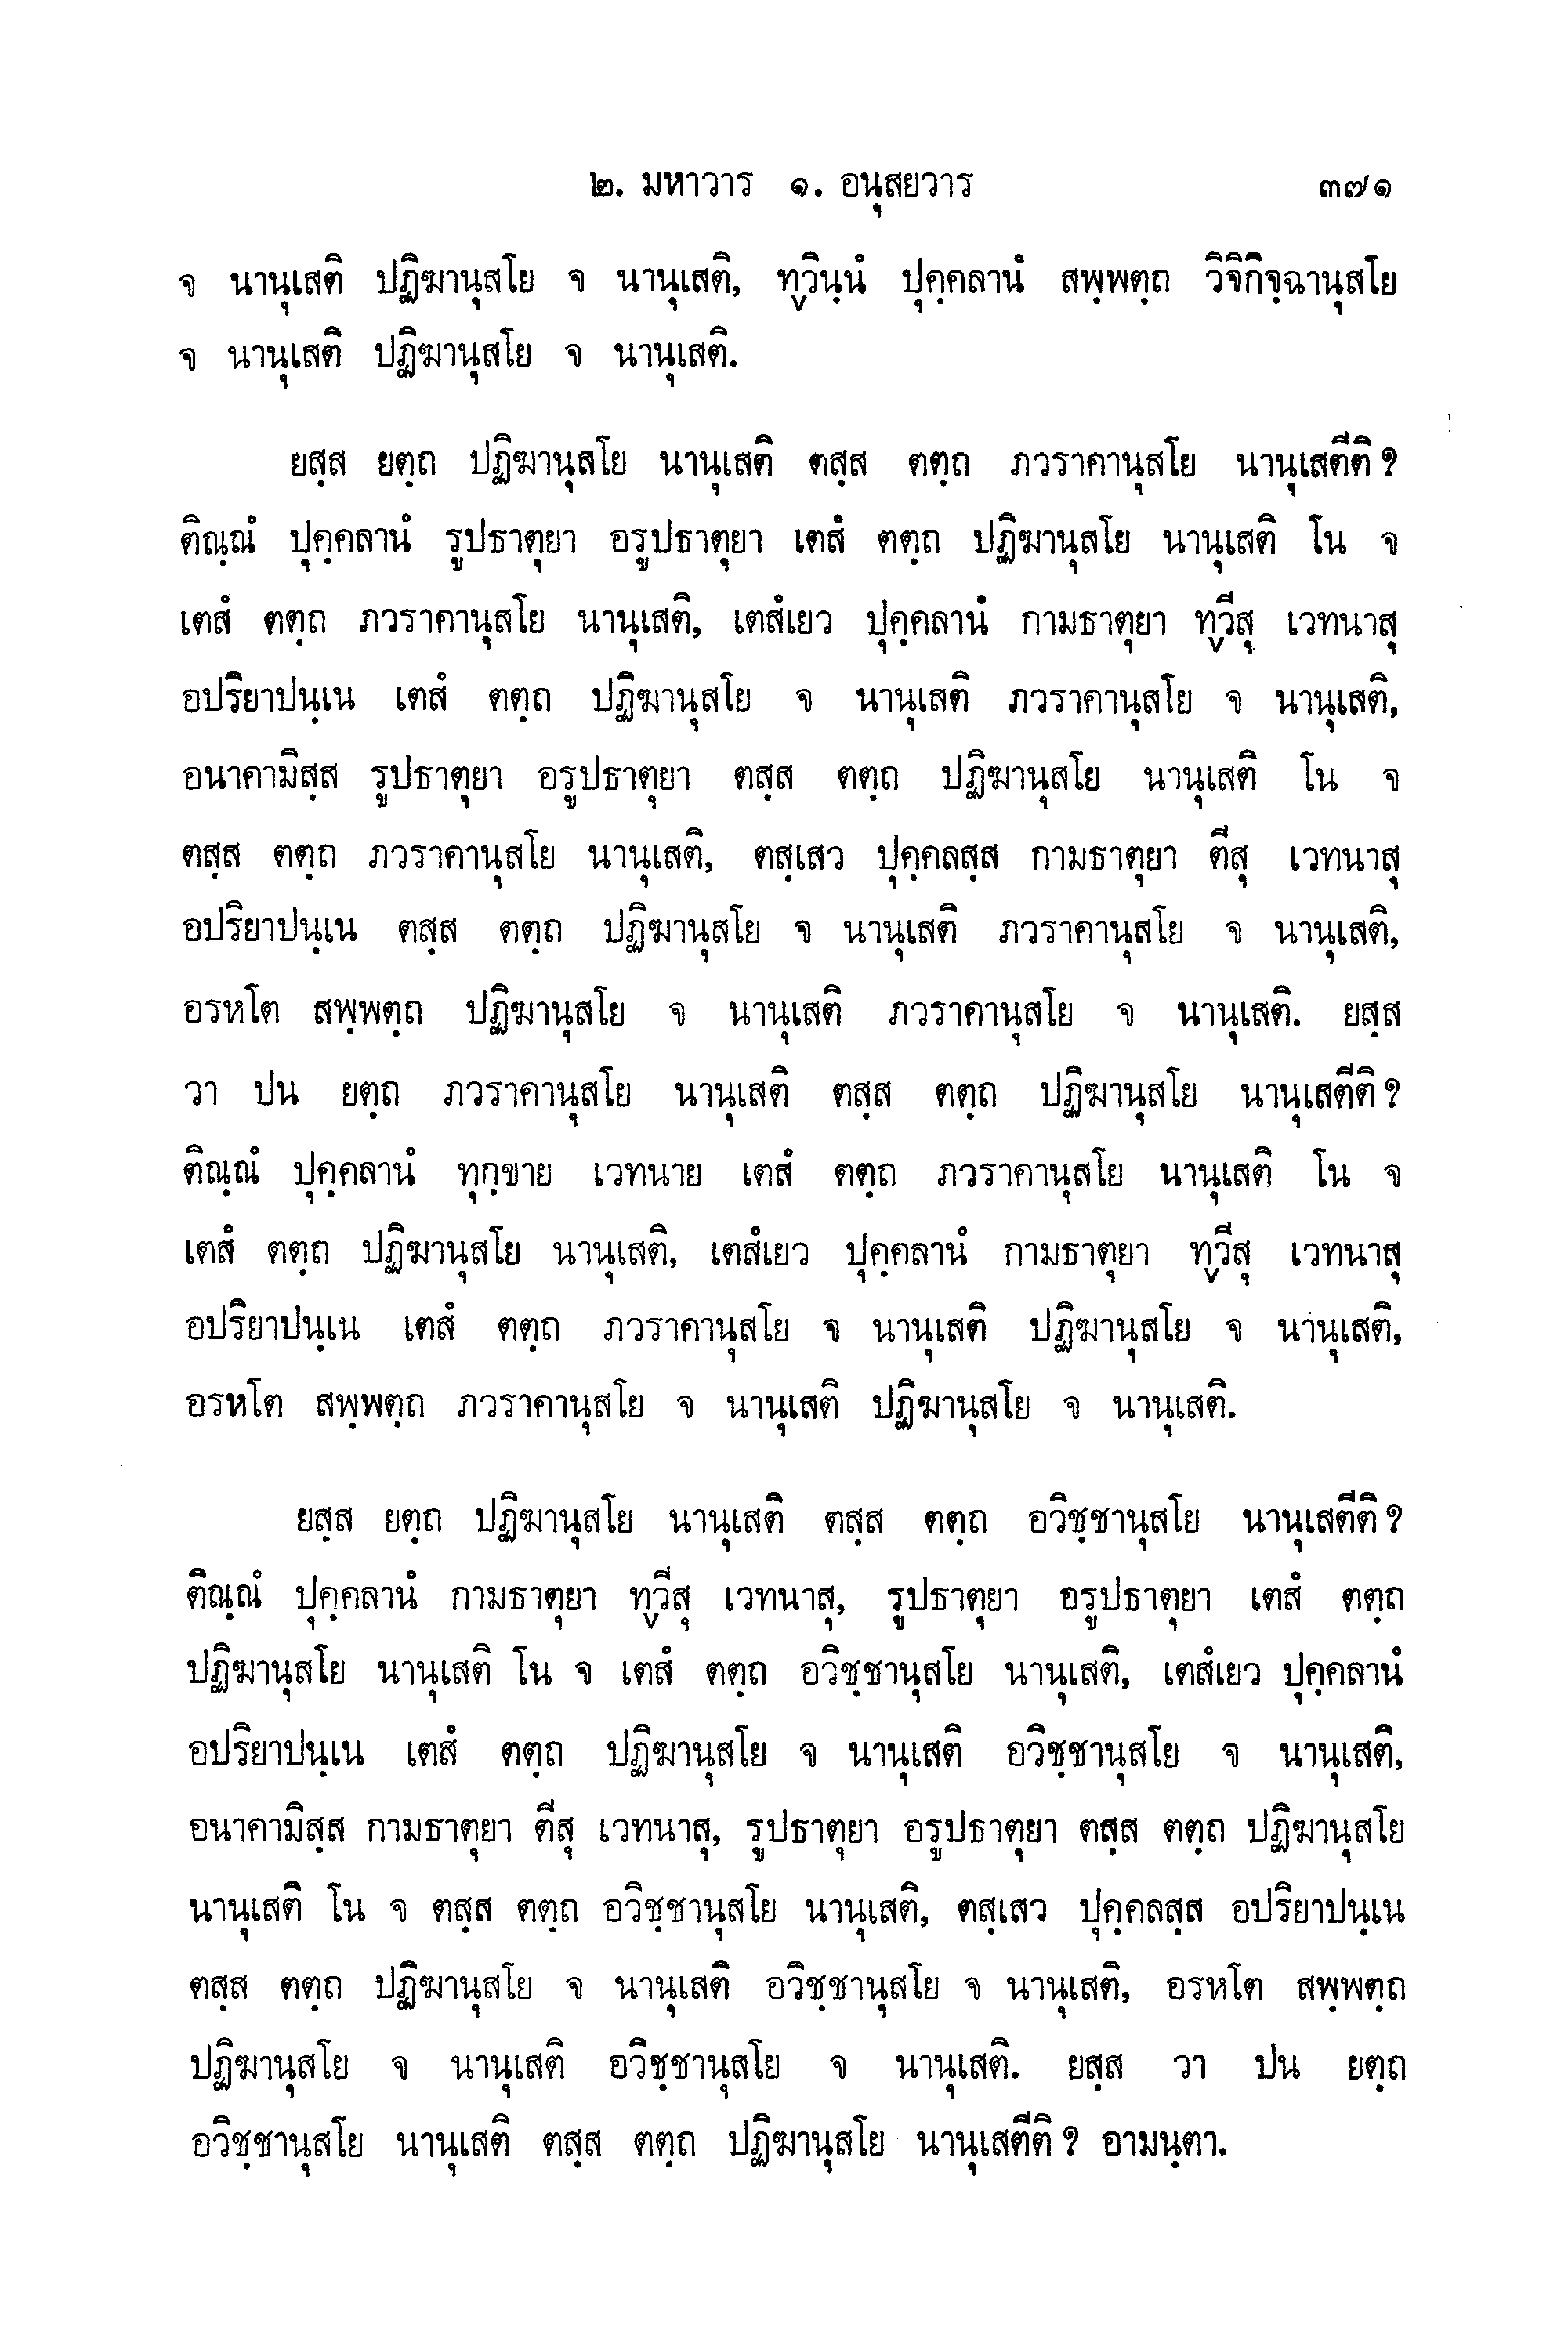 ๒. มหาวาร ๑. อนุสยวาร ๓๗๑
จ นานุเสติ ปฏิฆานุสโย จ นานุเสติ, ทฺวินฺนํ ปุคฺคลานํ สพฺพตฺถ วิจิกิจฺฉานุสโย
จ นานุเสติ ปฏิฆานุสโย จ นานุเสติ.
ยสฺส ยตฺถ ปฏิฆานุสโย นานุเสติ ตสฺส ตตฺถ ภวราคานุสโย นานุเสตีติ?
ติณฺณํ ปุคฺคลานํ รูปธาตุยา อรูปธาตุยา เตสํ ตตฺถ ปฏิฆานุสโย นานุเสติ โน จ
เตสํ ตตฺถ ภวราคานุสโย นานุเสติ, เตสํเยว ปุคฺคลานํ กามธาตุยา ทฺวีสุ เวทนาสุ
อปริยาปนฺเน เตสํ ตตฺถ ปฏิฆานุสโย จ นานุเสติ ภวราคานุสโย จ นานุเสติ,
อนาคามิสฺส รูปธาตุยา อรูปธาตุยา ตสฺส ตตฺถ ปฏิฆานุสโย นานุเสติ โน จ
ตสฺส ตตฺถ ภวราคานุสโย นานุเสติ, ตสฺเสว ปุคฺคลสฺส กามธาตุยา ตีสุ เวทนาสุ
อปริยาปนฺเน ตสฺส ตตฺถ ปฏิฆานุสโย จ นานุเสติ ภวราคานุสโย จ นานุเสติ,
อรหโต สพฺพตฺถ ปฏิฆานุสโย จ นานุเสติ ภวราคานุสโย จ นานุเสติ. ยสฺส
วา ปน ยตฺถ ภวราคานุสโย นานุเสติ ตสฺส ตตฺถ ปฏิฆานุสโย นานุเสตีติ?
ติณฺณํ ปุคฺคลานํ ทุกฺขาย เวทนาย เตสํ ตตฺถ ภวราคานุสโย นานุเสติ โน จ
เตสํ ตตฺถ ปฏิฆานุสโย นานุเสติ, เตสํเยว ปุคฺคลานํ กามธาตุยา ทฺวีสุ เวทนาสุ
อปริยาปนฺเน เตสํ ตตฺถ ภวราคานุสโย จ นานุเสติ ปฏิฆานุสโย จ นานุเสติ,
อรหโต สพฺพตฺถ ภวราคานุสโย จ นานุเสติ ปฏิฆานุสโย จ นานุเสติ.
ยสฺส ยตฺถ ปฏิฆานุสโย นานุเสติ ตสฺส ตตฺถ อวิชฺชานุสโย นานุเสตีติ?
ติณฺณํ ปุคฺคลานํ กามธาตุยา ทฺวีสุ เวทนาสุ, รูปธาตุยา อรูปธาตุยา เตสํ ตตฺถ
ปฏิฆานุสโย นานุเสติ โน จ เตสํ ตตฺถ อวิชฺชานุสโย นานุเสติ, เตสํเยว ปุคฺคลานํ
อปริยาปนฺเน เตสํ ตตฺถ ปฏิฆานุสโย จ นานุเสติ อวิชฺชานุสโย จ นานุเสติ,
อนาคามิสฺส กามธาตุยา ตีสุ เวทนาสุ, รูปธาตุยา อรูปธาตุยา ตสฺส ตตฺถ ปฏิฆานุสโย
นานุเสติ โน จ ตสฺส ตตฺถ อวิชฺชานุสโย นานุเสติ, ตสฺเสว ปุคฺคลสฺส อปริยาปนฺเน
ตสฺส ตตฺถ ปฏิฆานุสโย จ นานุเสติ อวิชฺชานุสโย จ นานุเสติ, อรหโต สพฺพตฺถ
ปฏิฆานุสโย จ นานุเสติ อวิชฺชานุสโย จ นานุเสติ. ยสฺส วา ปน ยตฺถ
อวิชฺชานุสโย นานุเสติ ตสฺส ตตฺถ ปฏิฆานุสโย นานุเสตีติ? อามนฺตา.